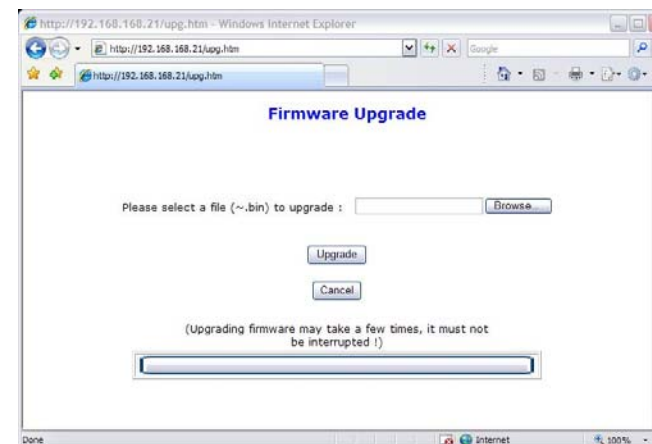 http://192.168.168.21/upg.htm - Windows Internet Explorer
http://192.168.168.21/upg.htm
Google
http://192.168.168.21/upg.htm
Firmware Upgrade
Please select a file (~.bin) to upgrade :
Browse...
Upgrade
Cancel
(Upgrading firmware may take a few times, it must not
be interrupted !)
Done
Internet
100%